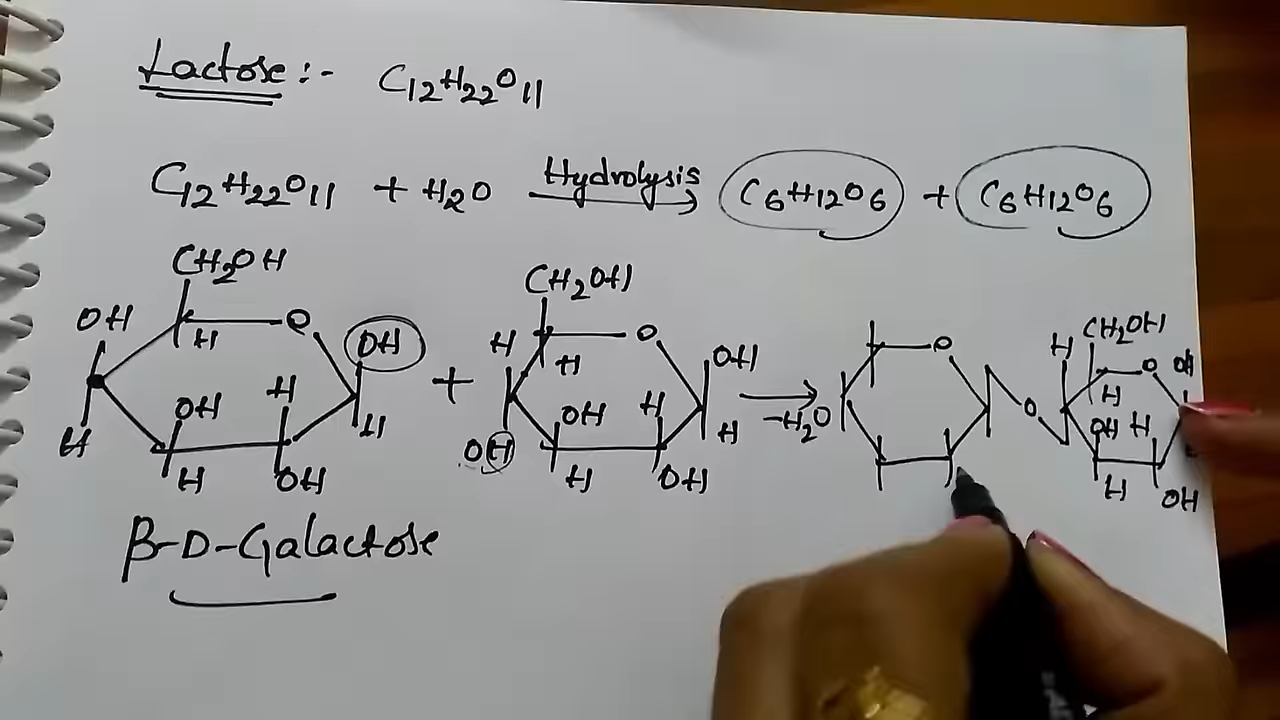 Lactose :- C12H22O11
C12H22O11 + H2O Hydrolysis C6H12O6 + C6H12O6
CH2OH CH2OH
OH H O OH H H O OH CH2OH
H O O OH
OH H OH H + -H2O O H
H H OH H OH H OH H
H OH H OH H OH
β-D-Galactose